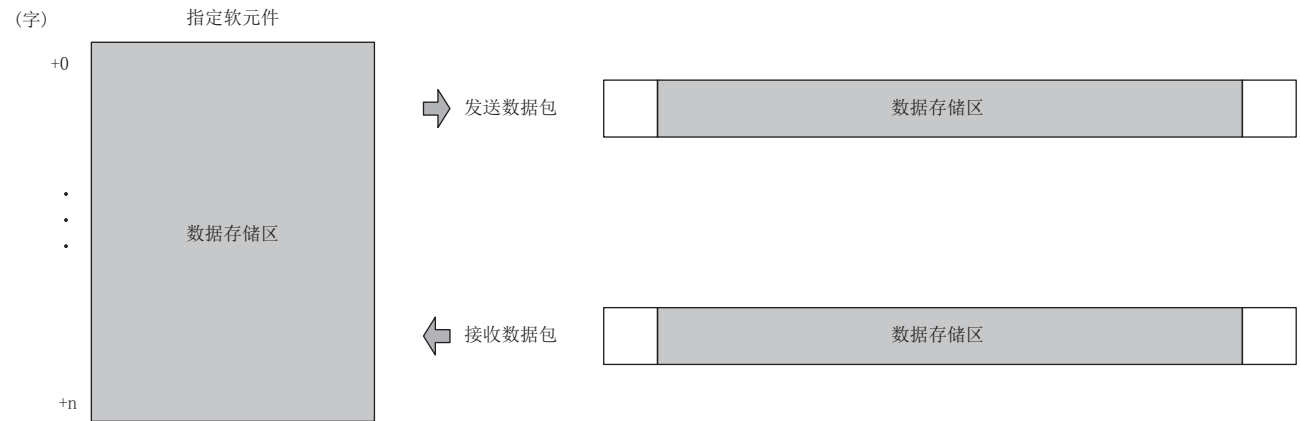 (字)
指定软元件
+0
发送数据包
数据存储区
数据存储区
接收数据包
数据存储区
+n